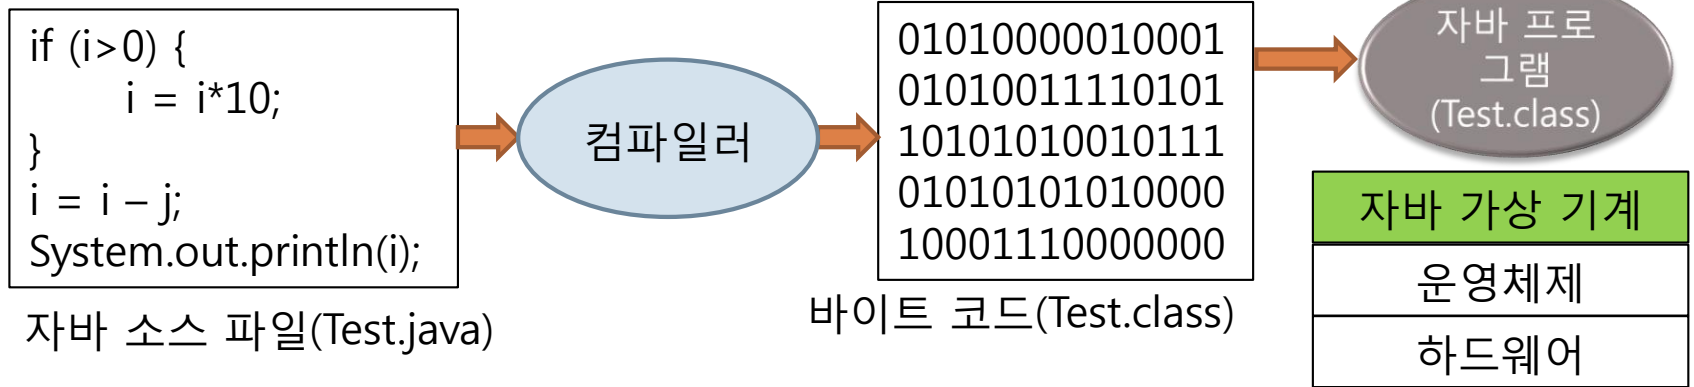 if (i>0) {
i = i*10;
}
i = i – j;
System.out.println(i);
자바 소스 파일(Test.java)
컴파일러
01010000010001
01010011110101
10101010010111
01010101010000
10001110000000
바이트 코드(Test.class)
자바 프로
그램
(Test.class)
자바 가상 기계
운영체제
하드웨어